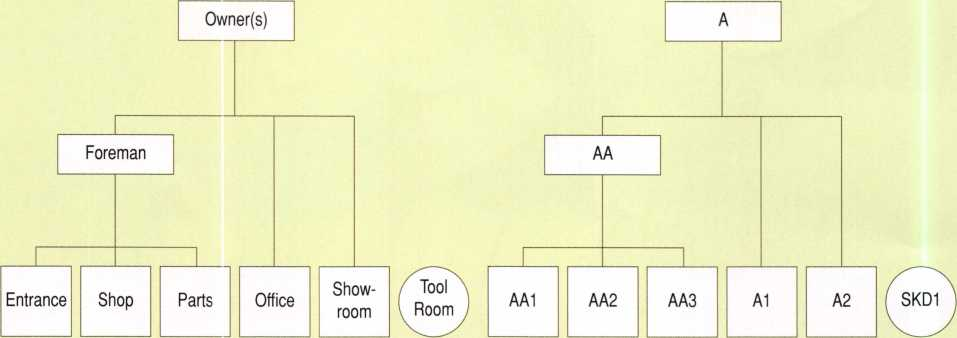 Owner(s)
A
Foreman
AA
Entrance
Shop
Parts
Office
Show-
room
Tool
Room
AA1
AA2
AA3
A1
A2
SKD1